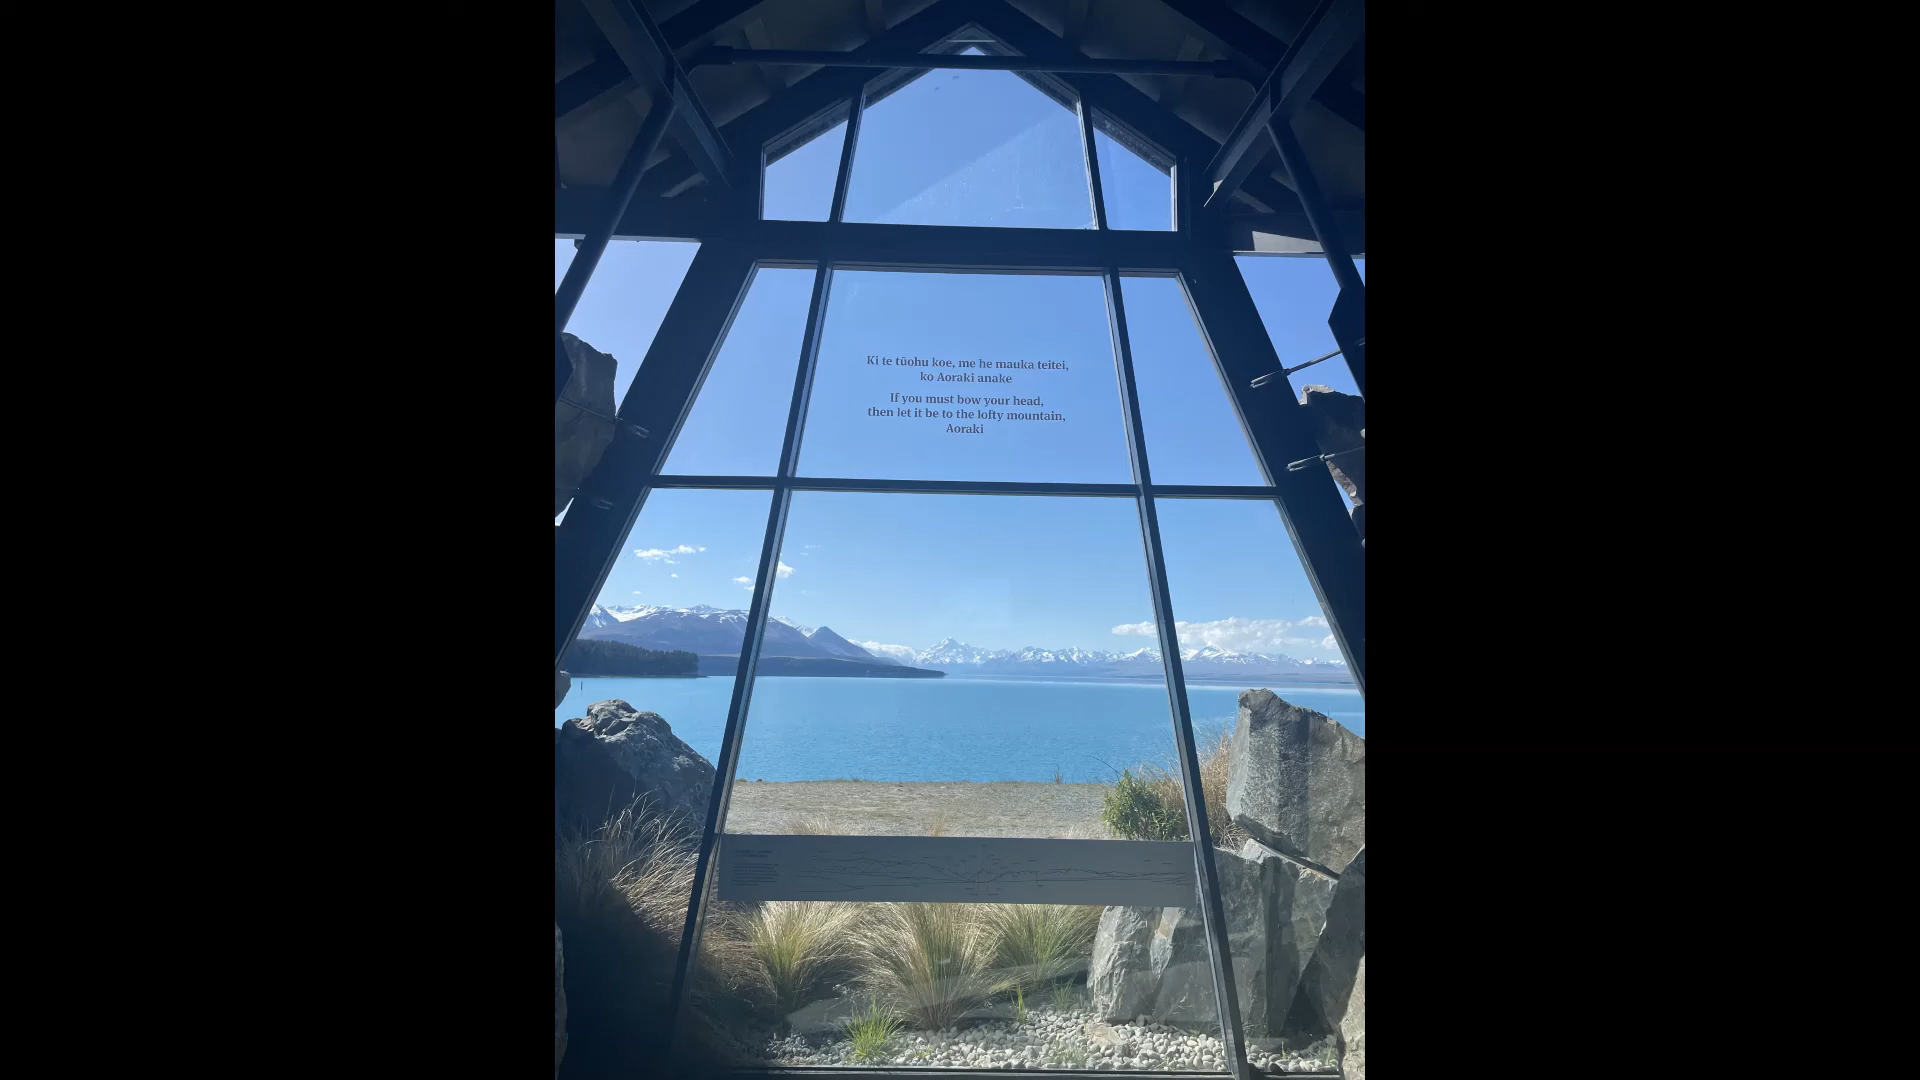 Ki te tūohu koe, me he mauka teitei,
ko Aoraki anake
If you must bow your head,
then let it be to the lofty mountain,
Aoraki